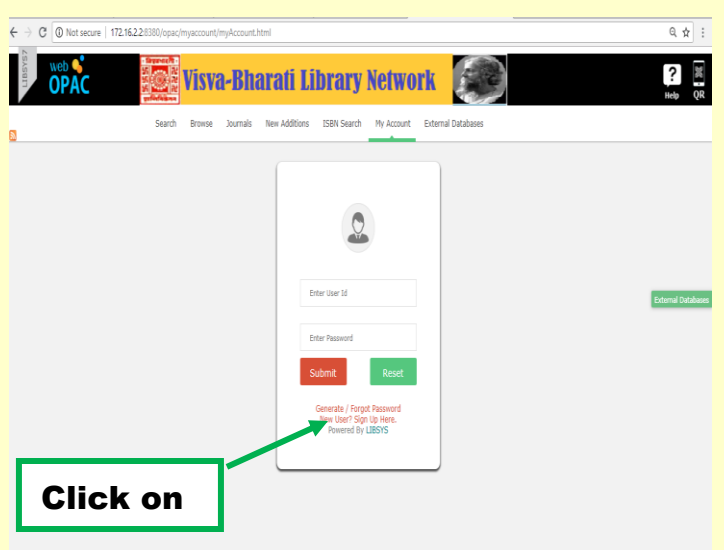 Not secure | 172.16.2.2:8380/opac/myaccount/myAccount.html
LIBSYS7
web
OPAC
Visva-Bharati Library Network
?
Help QR
Search Browse Journals New Additions ISBN Search My Account External Databases
Enter User Id
External Databases
Enter Password
Submit Reset
Generate / Forgot Password
New User? Sign Up Here.
Powered By LIBSYS
Click on